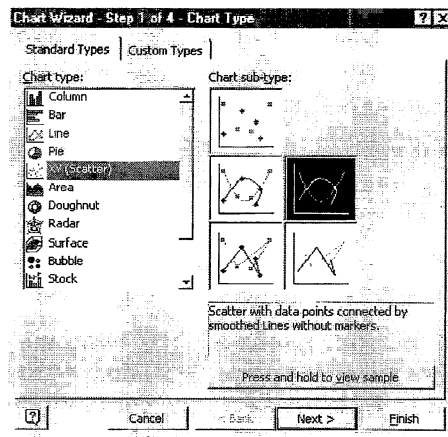 Chart Wizard - Step 1 of 4 - Chart Type
Standard Types
Custom Types
Chart type:
Chart sub-type:
Column
Bar
Line
Pie
XY (Scatter)
Area
Doughnut
Radar
Surface
Bubble
Stock
Scatter with data points connected by
smoothed Lines without markers.
Press and hold to view sample
Cancel
< Back
Next >
Finish